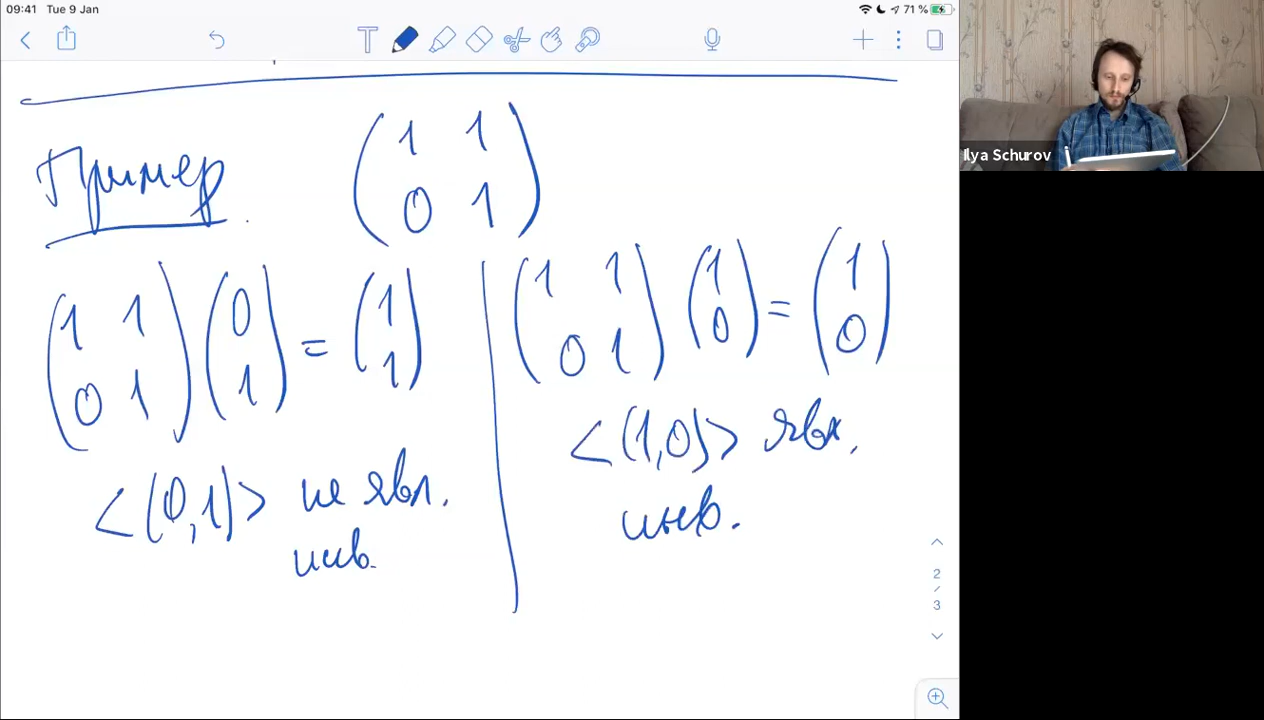 09:41 Tue 9 Jan 71 %
Ilya Schurov
Пример.
(1 1
0 1)
(1 1
0 1) (0
1) = (1
1)
<(0,1)> не явл.
инв.
(1 1
0 1) (1
0) = (1
0)
<(1,0)> явл.
инв.
2
/
3